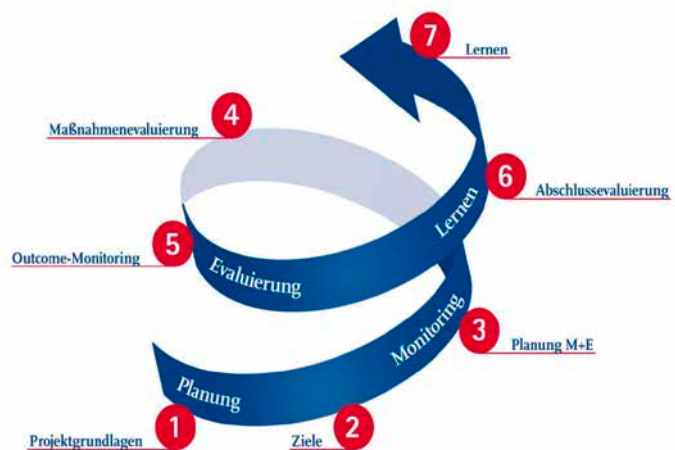 7
Lernen
4
Maßnahmenevaluierung
6
Abschlussevaluierung
Lernen
5
Outcome-Monitoring
Evaluierung
3
Planung M+E
Monitoring
Planung
1
Projektgrundlagen
2
Ziele